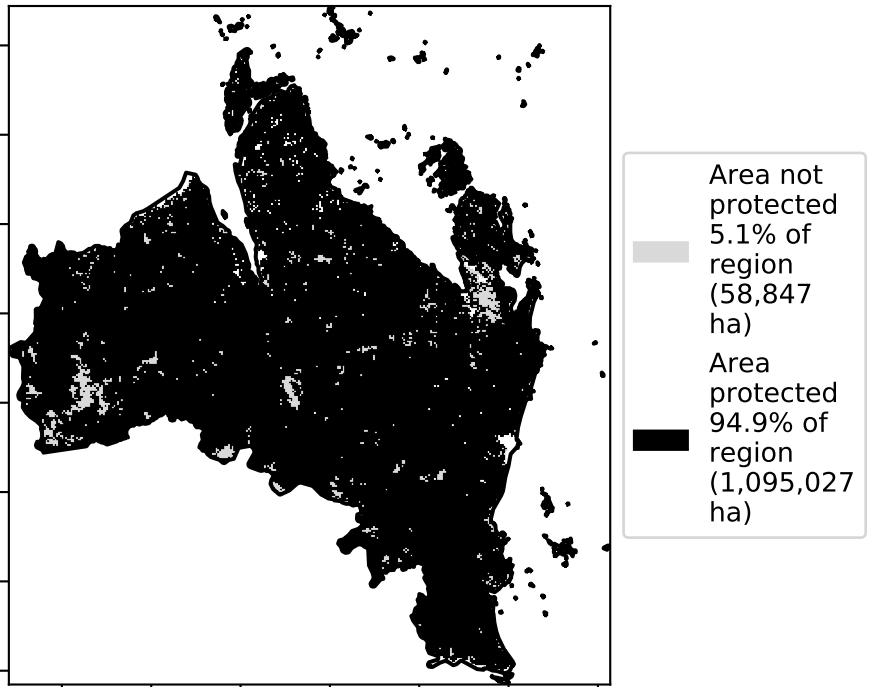 Area not
protected
5.1% of
region
(58,847
ha)
Area
protected
94.9% of
region
(1,095,027
ha)